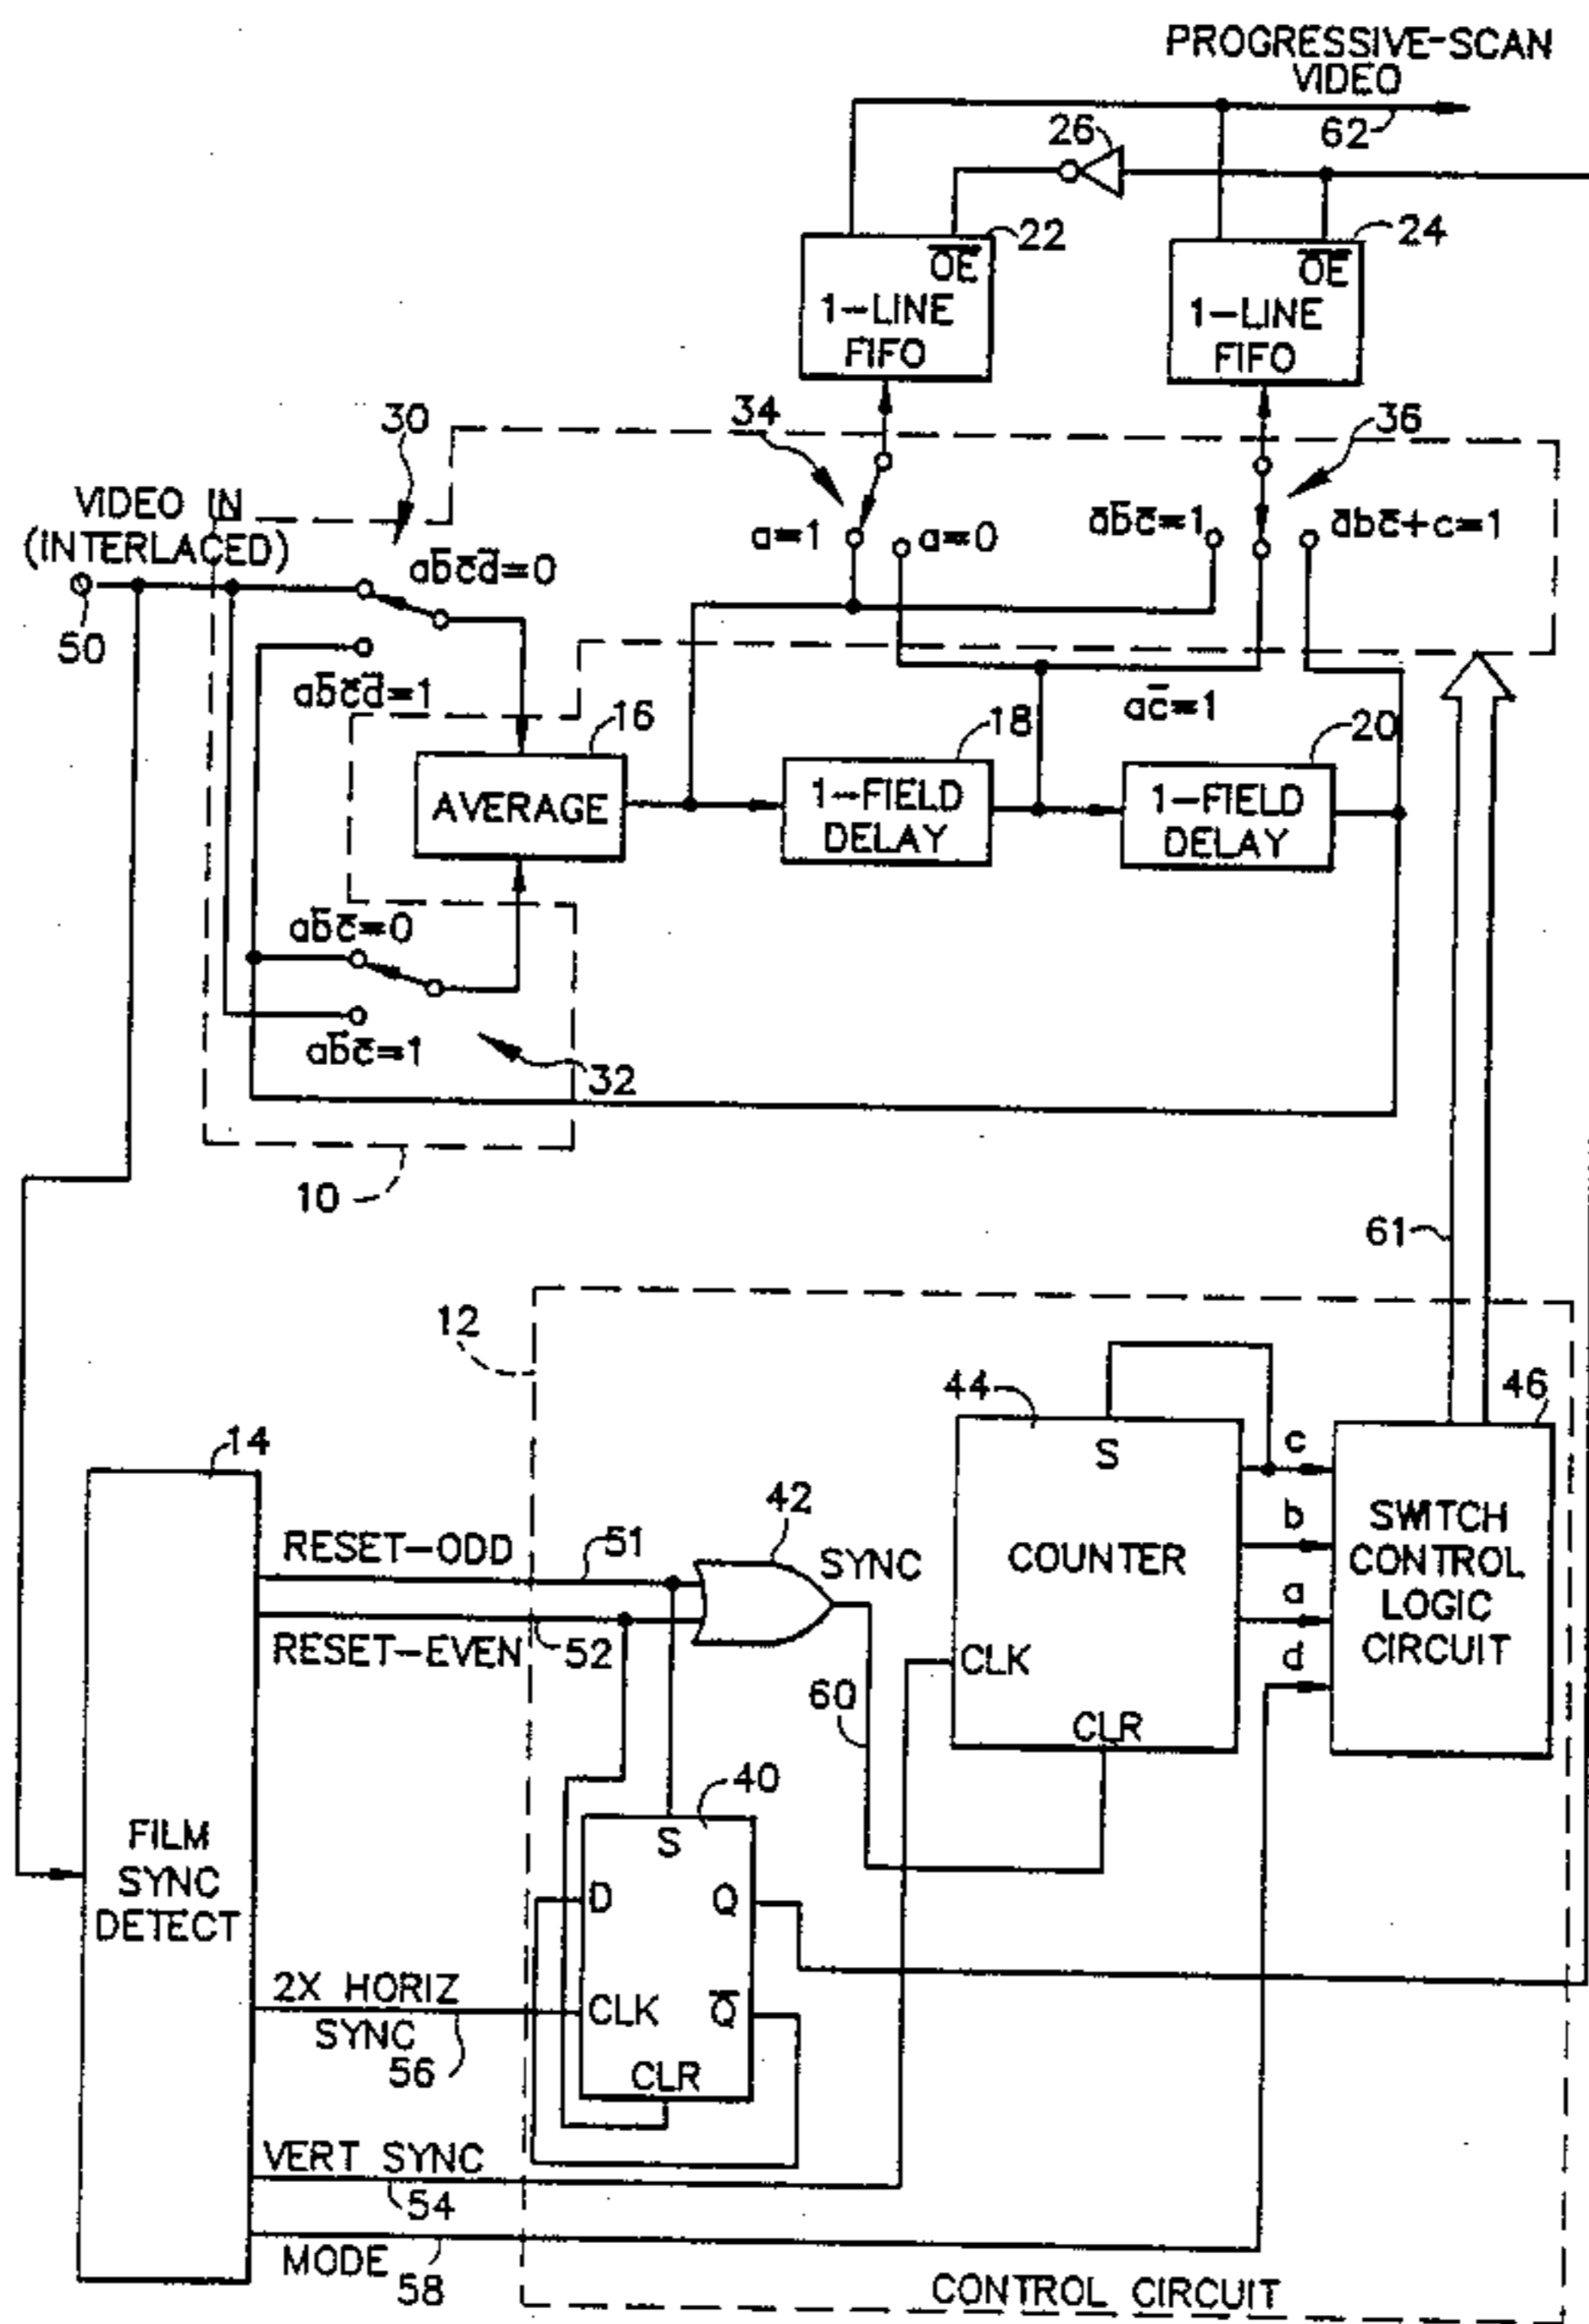 PROGRESSIVE-SCAN
VIDEO
62
26
22
24
O̅E̅
1-LINE
FIFO
O̅E̅
1-LINE
FIFO
30
34
36
VIDEO IN
(INTERLACED)
50
ab̅c̅d̅=0
ab̅c̅d̅=1
a=1
a=0
a̅b̅c̅=1
a̅bc̅+c=1
ac̅=1
16
AVERAGE
18
1-FIELD
DELAY
20
1-FIELD
DELAY
ab̅c̅=0
ab̅c̅=1
32
10
61
12
44
46
S
COUNTER
CLK
CLR
c
b
a
d
SWITCH
CONTROL
LOGIC
CIRCUIT
14
FILM
SYNC
DETECT
RESET-ODD
51
RESET-EVEN
52
42
SYNC
60
40
S
D
Q
CLK
Q̅
CLR
2X HORIZ
SYNC
56
VERT SYNC
54
MODE
58
CONTROL CIRCUIT